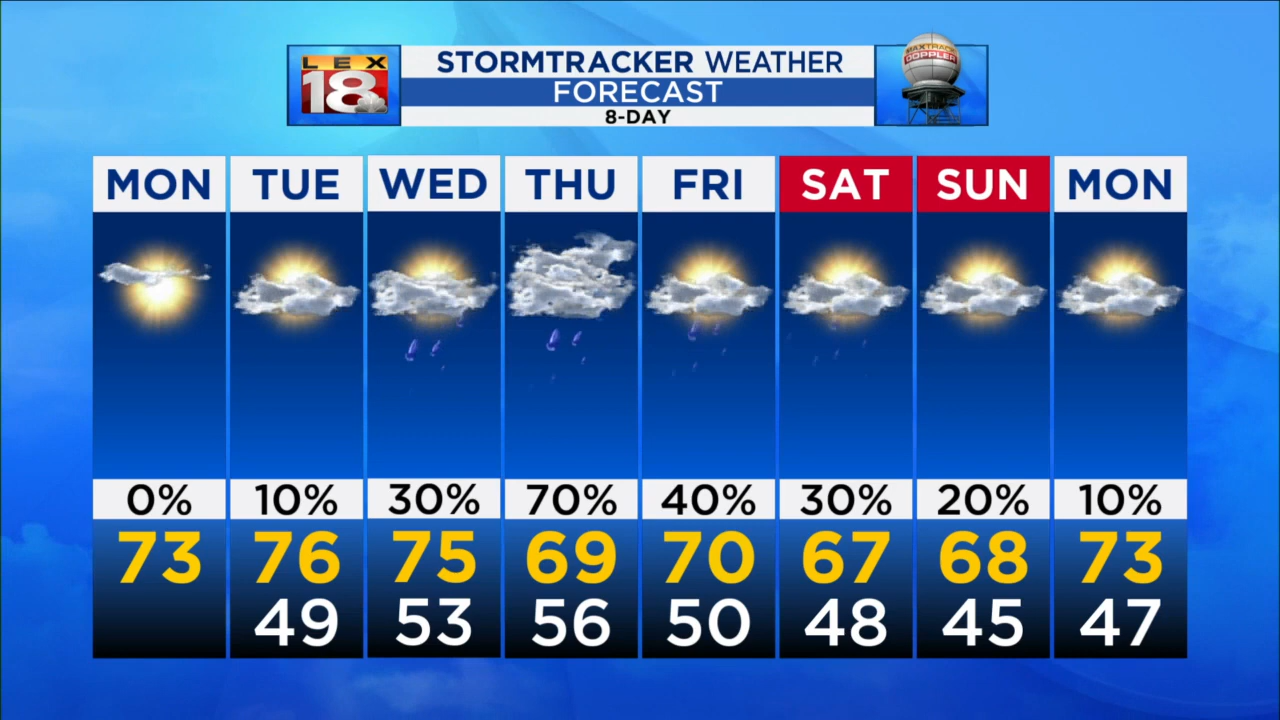 LEX
18
STORMTRACKER WEATHER
FORECAST
8-DAY
MAXTRACK
DOPPLER
MON TUE WED THU FRI SAT SUN MON
0% 10% 30% 70% 40% 30% 20% 10%
73 76 75 69 70 67 68 73
49 53 56 50 48 45 47